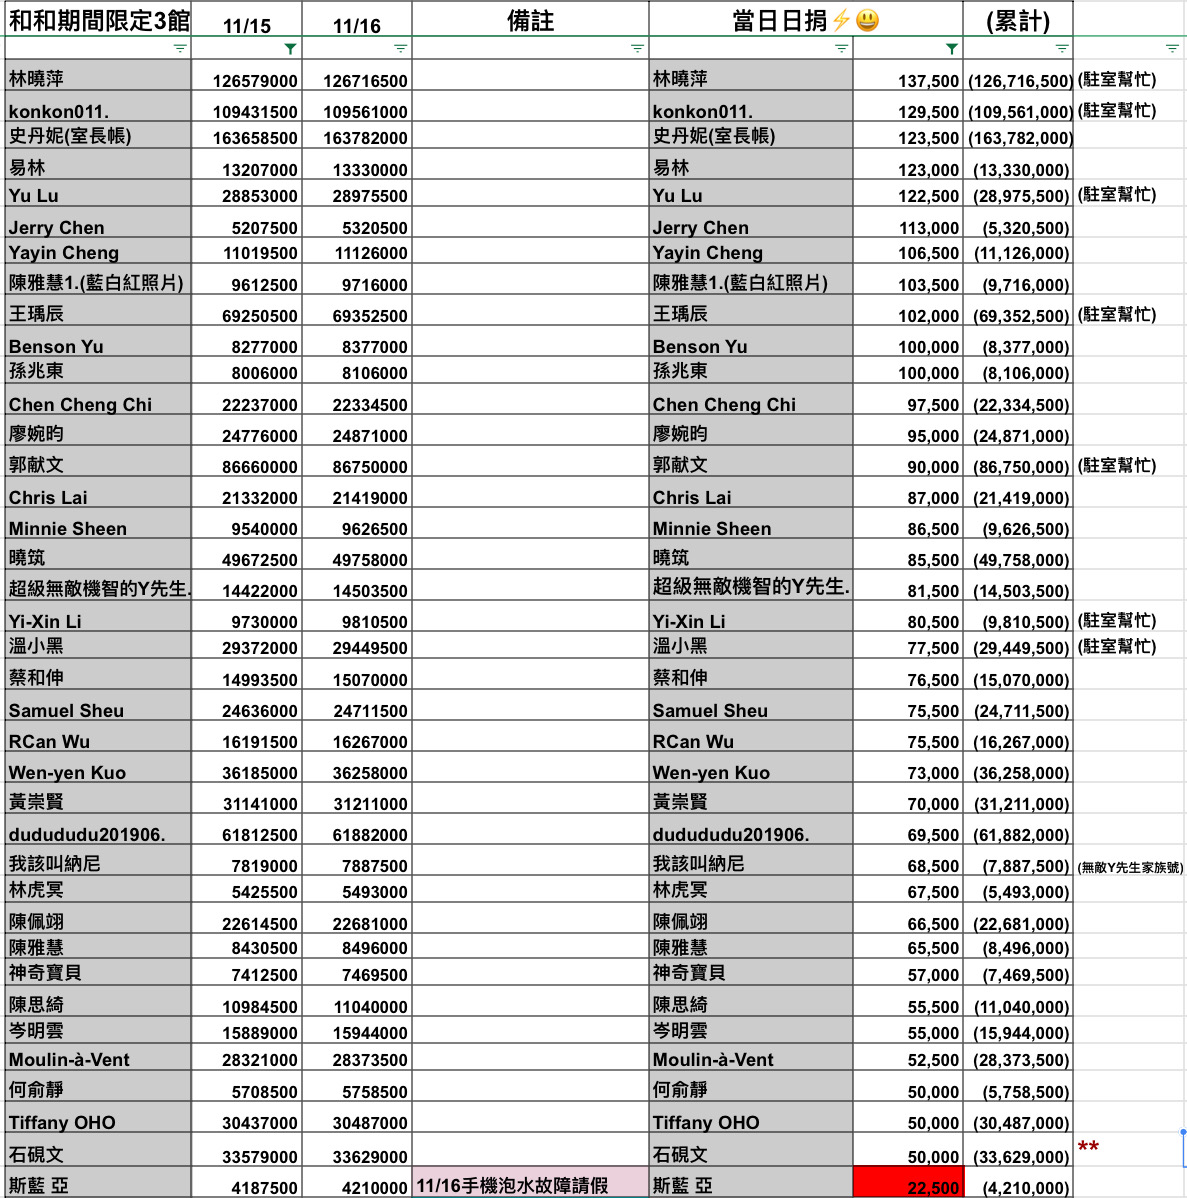 和和期間限定3館 11/15 11/16 備註 當日日捐⚡😃 (累計)
林曉萍 126579000 126716500 林曉萍 137,500 (126,716,500) (駐室幫忙)
konkon011. 109431500 109561000 konkon011. 129,500 (109,561,000) (駐室幫忙)
史丹妮(室長帳) 163658500 163782000 史丹妮(室長帳) 123,500 (163,782,000)
易林 13207000 13330000 易林 123,000 (13,330,000)
Yu Lu 28853000 28975500 Yu Lu 122,500 (28,975,500) (駐室幫忙)
Jerry Chen 5207500 5320500 Jerry Chen 113,000 (5,320,500)
Yayin Cheng 11019500 11126000 Yayin Cheng 106,500 (11,126,000)
陳雅慧1.(藍白紅照片) 9612500 9716000 陳雅慧1.(藍白紅照片) 103,500 (9,716,000)
王瑀辰 69250500 69352500 王瑀辰 102,000 (69,352,500) (駐室幫忙)
Benson Yu 8277000 8377000 Benson Yu 100,000 (8,377,000)
孫兆東 8006000 8106000 孫兆東 100,000 (8,106,000)
Chen Cheng Chi 22237000 22334500 Chen Cheng Chi 97,500 (22,334,500)
廖婉昀 24776000 24871000 廖婉昀 95,000 (24,871,000)
郭献文 86660000 86750000 郭献文 90,000 (86,750,000) (駐室幫忙)
Chris Lai 21332000 21419000 Chris Lai 87,000 (21,419,000)
Minnie Sheen 9540000 9626500 Minnie Sheen 86,500 (9,626,500)
曉筑 49672500 49758000 曉筑 85,500 (49,758,000)
超級無敵機智的Y先生. 14422000 14503500 超級無敵機智的Y先生. 81,500 (14,503,500)
Yi-Xin Li 9730000 9810500 Yi-Xin Li 80,500 (9,810,500) (駐室幫忙)
溫小黑 29372000 29449500 溫小黑 77,500 (29,449,500) (駐室幫忙)
蔡和伸 14993500 15070000 蔡和伸 76,500 (15,070,000)
Samuel Sheu 24636000 24711500 Samuel Sheu 75,500 (24,711,500)
RCan Wu 16191500 16267000 RCan Wu 75,500 (16,267,000)
Wen-yen Kuo 36185000 36258000 Wen-yen Kuo 73,000 (36,258,000)
黃崇賢 31141000 31211000 黃崇賢 70,000 (31,211,000)
dudududu201906. 61812500 61882000 dudududu201906. 69,500 (61,882,000)
我該叫納尼 7819000 7887500 我該叫納尼 68,500 (7,887,500) (無敵Y先生家族號)
林虎冥 5425500 5493000 林虎冥 67,500 (5,493,000)
陳佩翊 22614500 22681000 陳佩翊 66,500 (22,681,000)
陳雅慧 8430500 8496000 陳雅慧 65,500 (8,496,000)
神奇寶貝 7412500 7469500 神奇寶貝 57,000 (7,469,500)
陳思綺 10984500 11040000 陳思綺 55,500 (11,040,000)
岑明雲 15889000 15944000 岑明雲 55,000 (15,944,000)
Moulin-à-Vent 28321000 28373500 Moulin-à-Vent 52,500 (28,373,500)
何俞靜 5708500 5758500 何俞靜 50,000 (5,758,500)
Tiffany OHO 30437000 30487000 Tiffany OHO 50,000 (30,487,000)
石硯文 33579000 33629000 石硯文 50,000 (33,629,000) **
斯藍 亞 4187500 4210000 11/16手機泡水故障請假 斯藍 亞 22,500 (4,210,000)